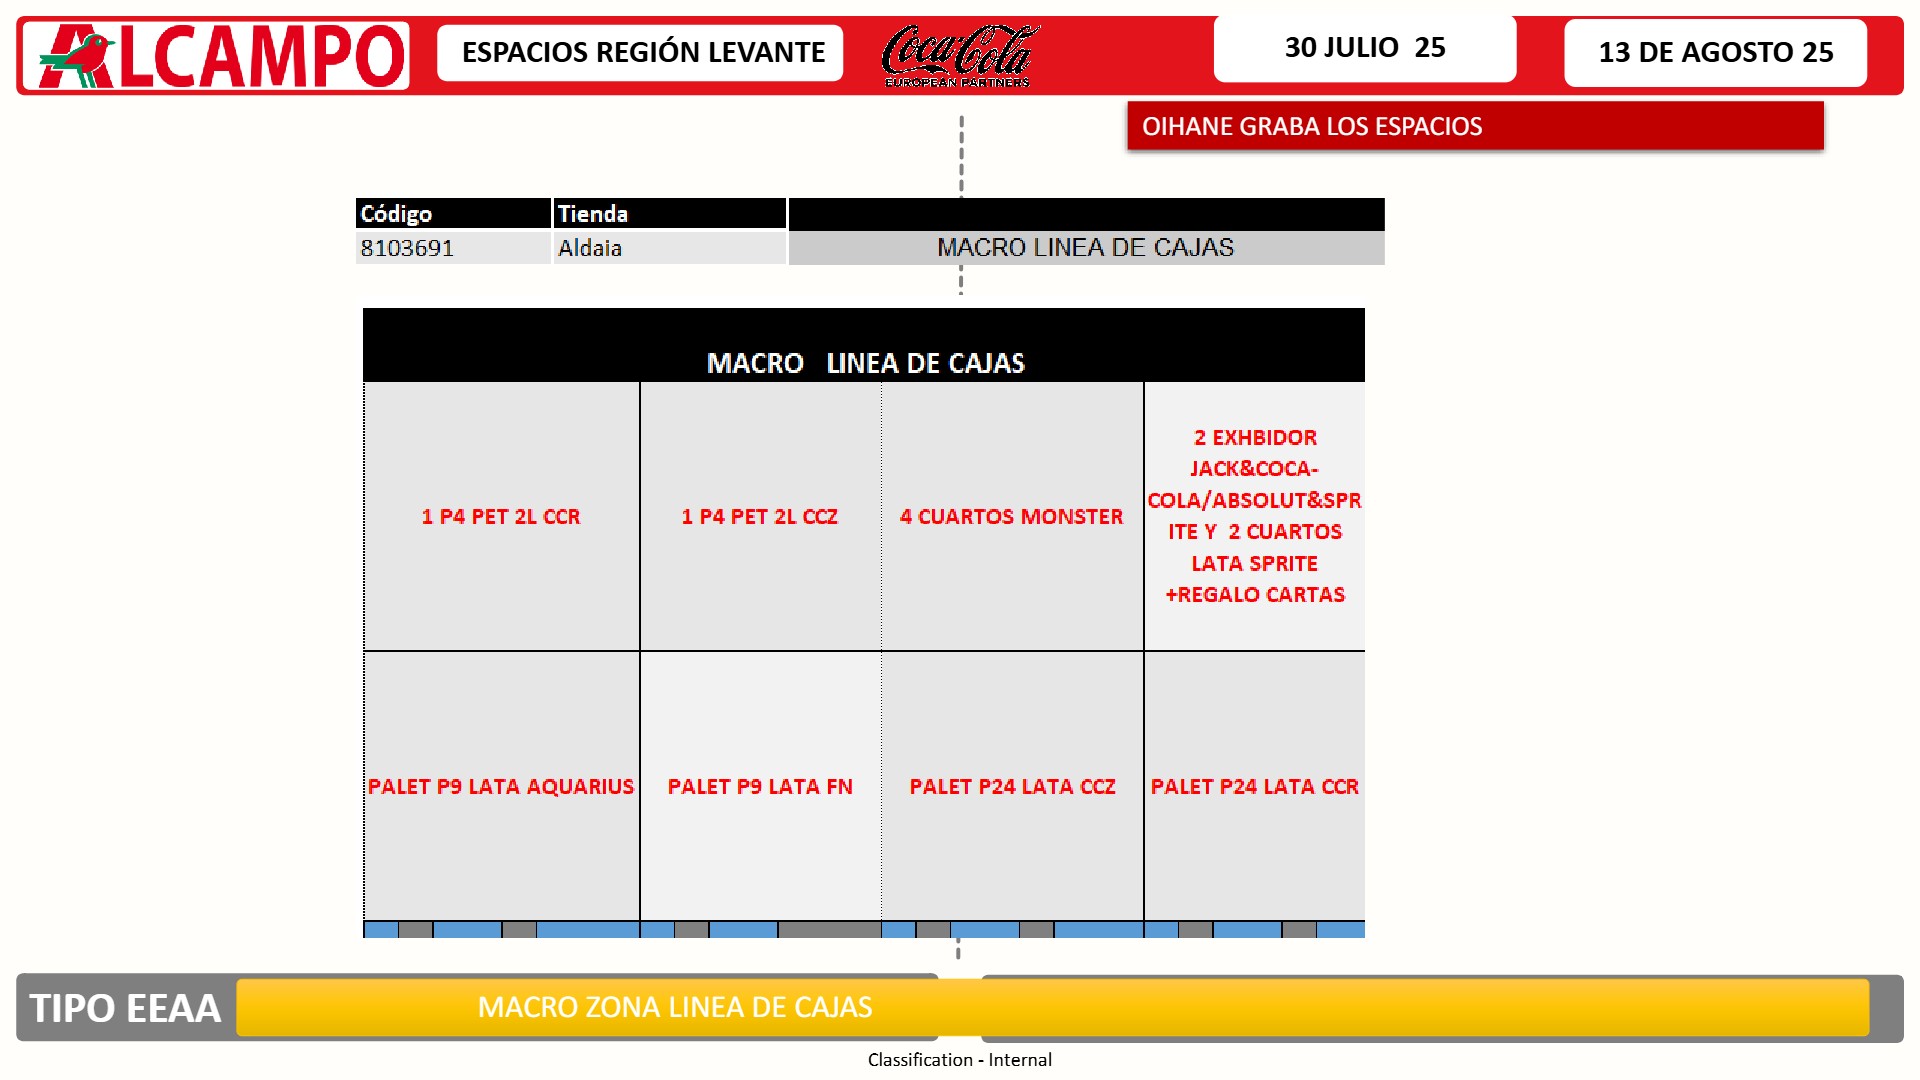 ALCAMPO
ESPACIOS REGIÓN LEVANTE
Coca-Cola
EUROPEAN PARTNERS
30 JULIO 25
13 DE AGOSTO 25
OIHANE GRABA LOS ESPACIOS
Código Tienda
8103691 Aldaia MACRO LINEA DE CAJAS
MACRO LINEA DE CAJAS
1 P4 PET 2L CCR
1 P4 PET 2L CCZ
4 CUARTOS MONSTER
2 EXHBIDOR
JACK&COCA-
COLA/ABSOLUT&SPR
ITE Y 2 CUARTOS
LATA SPRITE
+REGALO CARTAS
PALET P9 LATA AQUARIUS
PALET P9 LATA FN
PALET P24 LATA CCZ
PALET P24 LATA CCR
TIPO EEAA
MACRO ZONA LINEA DE CAJAS
Classification - Internal